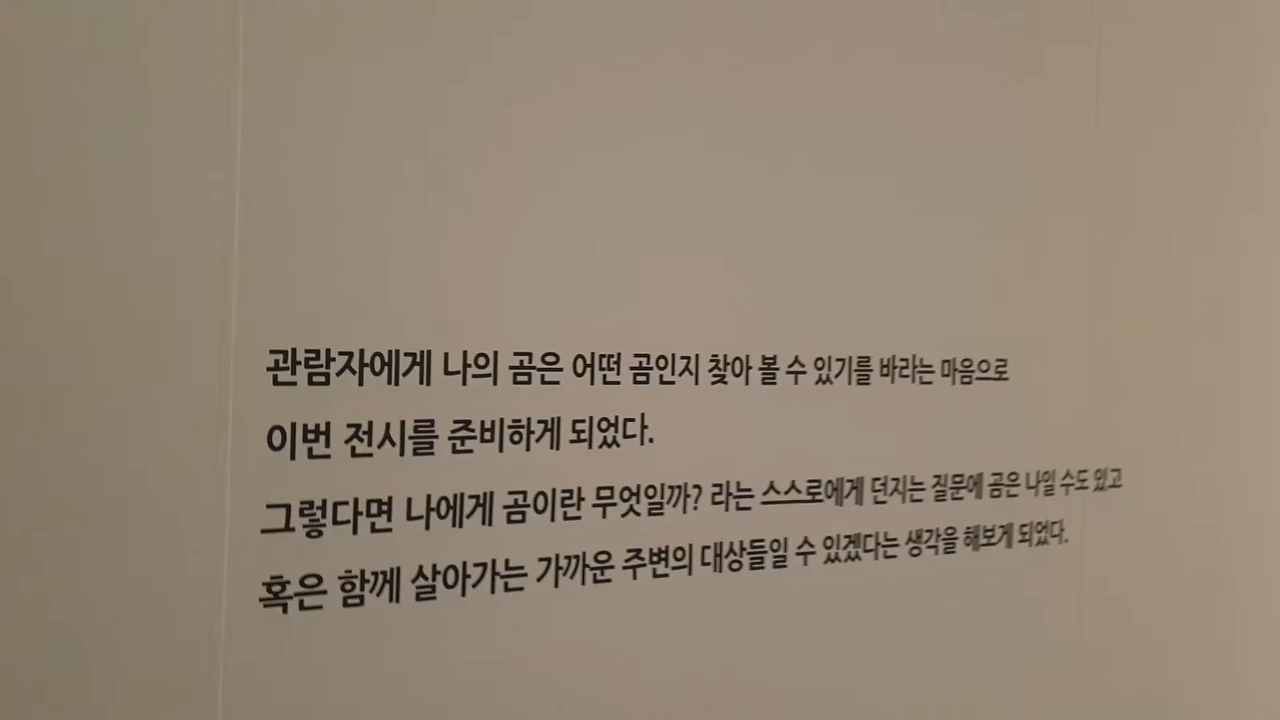 관람자에게 나의 곰은 어떤 곰인지 찾아 볼 수 있기를 바라는 마음으로
이번 전시를 준비하게 되었다.
그렇다면 나에게 곰이란 무엇일까? 라는 스스로에게 던지는 질문에 곰은 나일 수도 있고
혹은 함께 살아가는 가까운 주변의 대상들일 수 있겠다는 생각을 해보게 되었다.